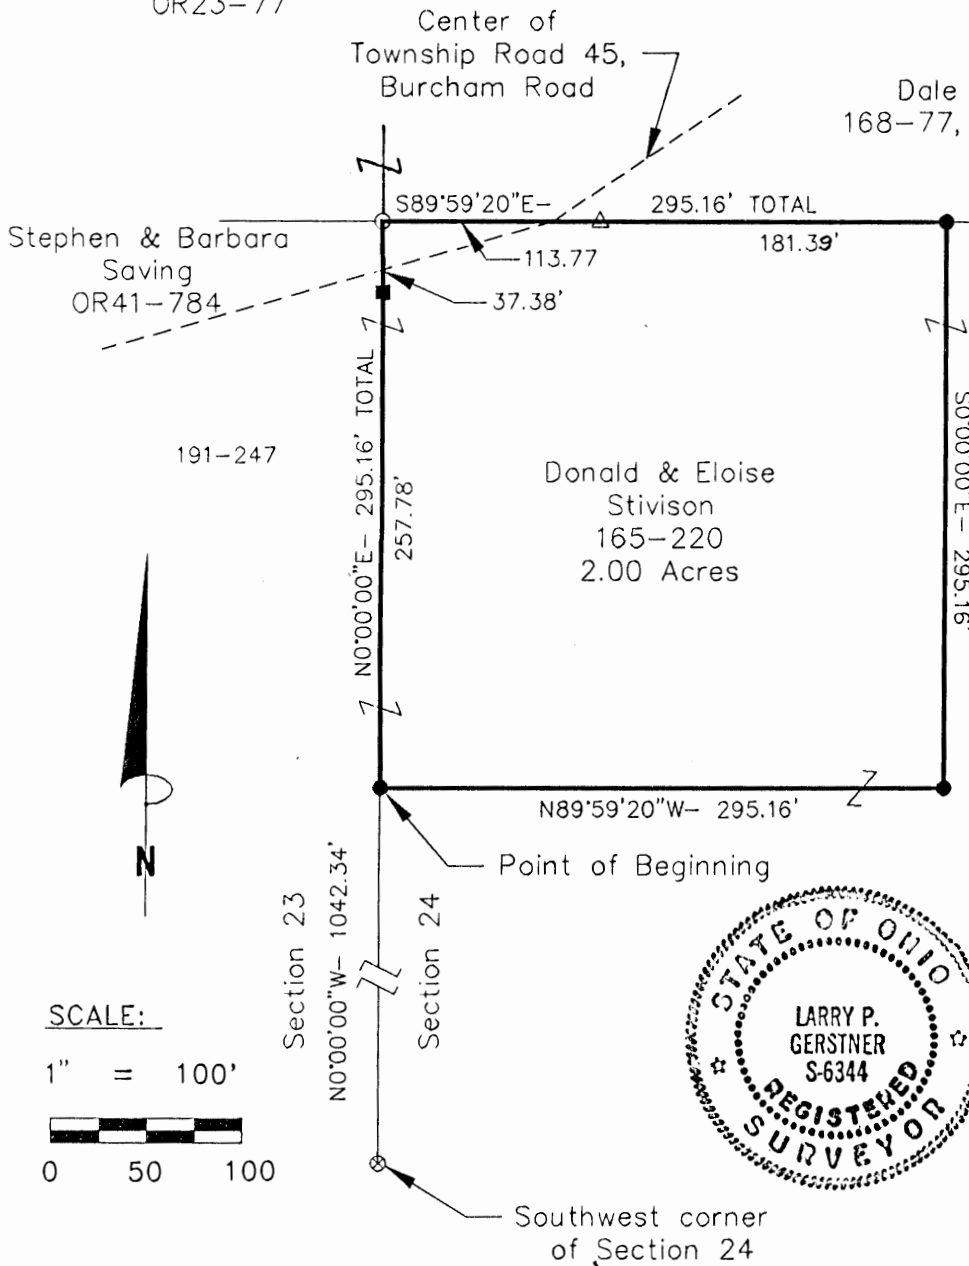 OR23-77
Center of
Township Road 45,
Burcham Road
Dale
168-77,
S89°59'20"E- 295.16' TOTAL
181.39'
113.77
37.38'
Stephen & Barbara
Saving
OR41-784
N0°00'00"E- 295.16' TOTAL
257.78'
S0°00'00"E- 295.16'
191-247
Donald & Eloise
Stivison
165-220
2.00 Acres
N89°59'20"W- 295.16'
Point of Beginning
N
Section 23
N0°00'00"W- 1042.34'
Section 24
SCALE:
1" = 100'
0 50 100
STATE OF OHIO
LARRY P.
GERSTNER
S-6344
REGISTERED
SURVEYOR
Southwest corner
of Section 24